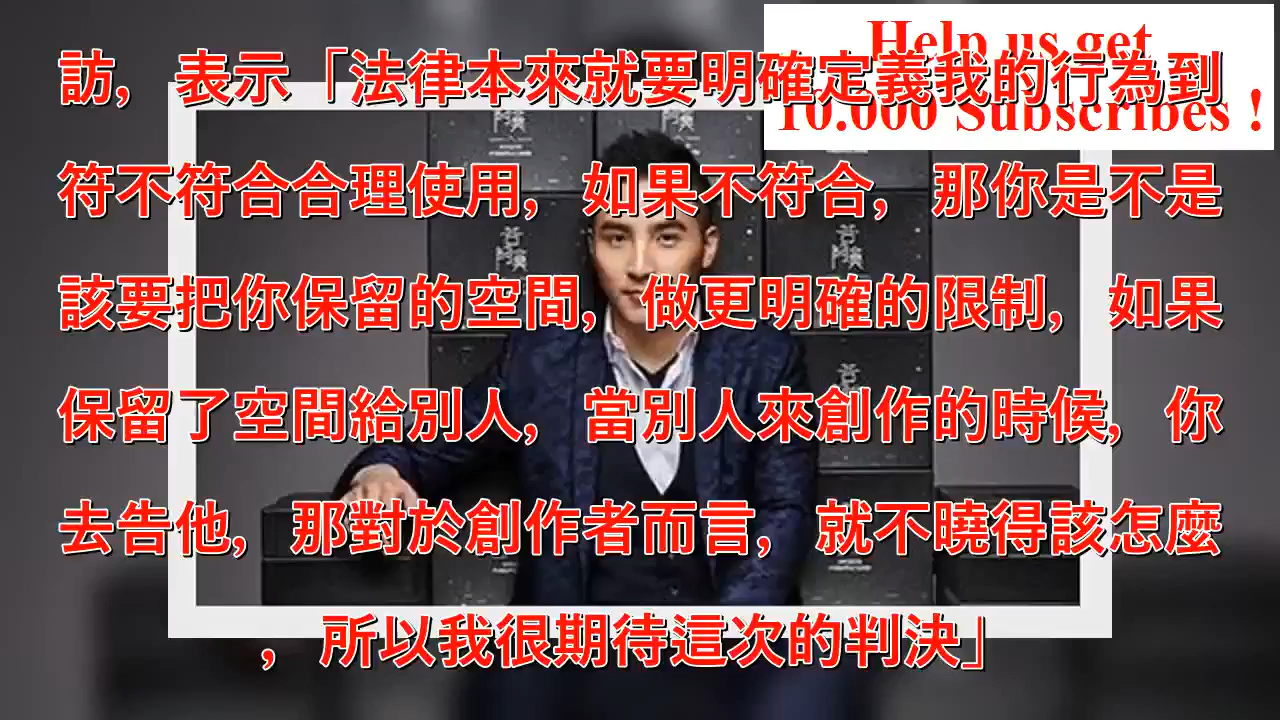 Help us get
10.000 Subscribes !
訪，表示「法律本來就要明確定義我的行為到
符不符合合理使用，如果不符合，那你是不是
該要把你保留的空間，做更明確的限制，如果
保留了空間給別人，當別人來創作的時候，你
去告他，那對於創作者而言，就不曉得該怎麼
，所以我很期待這次的判決」